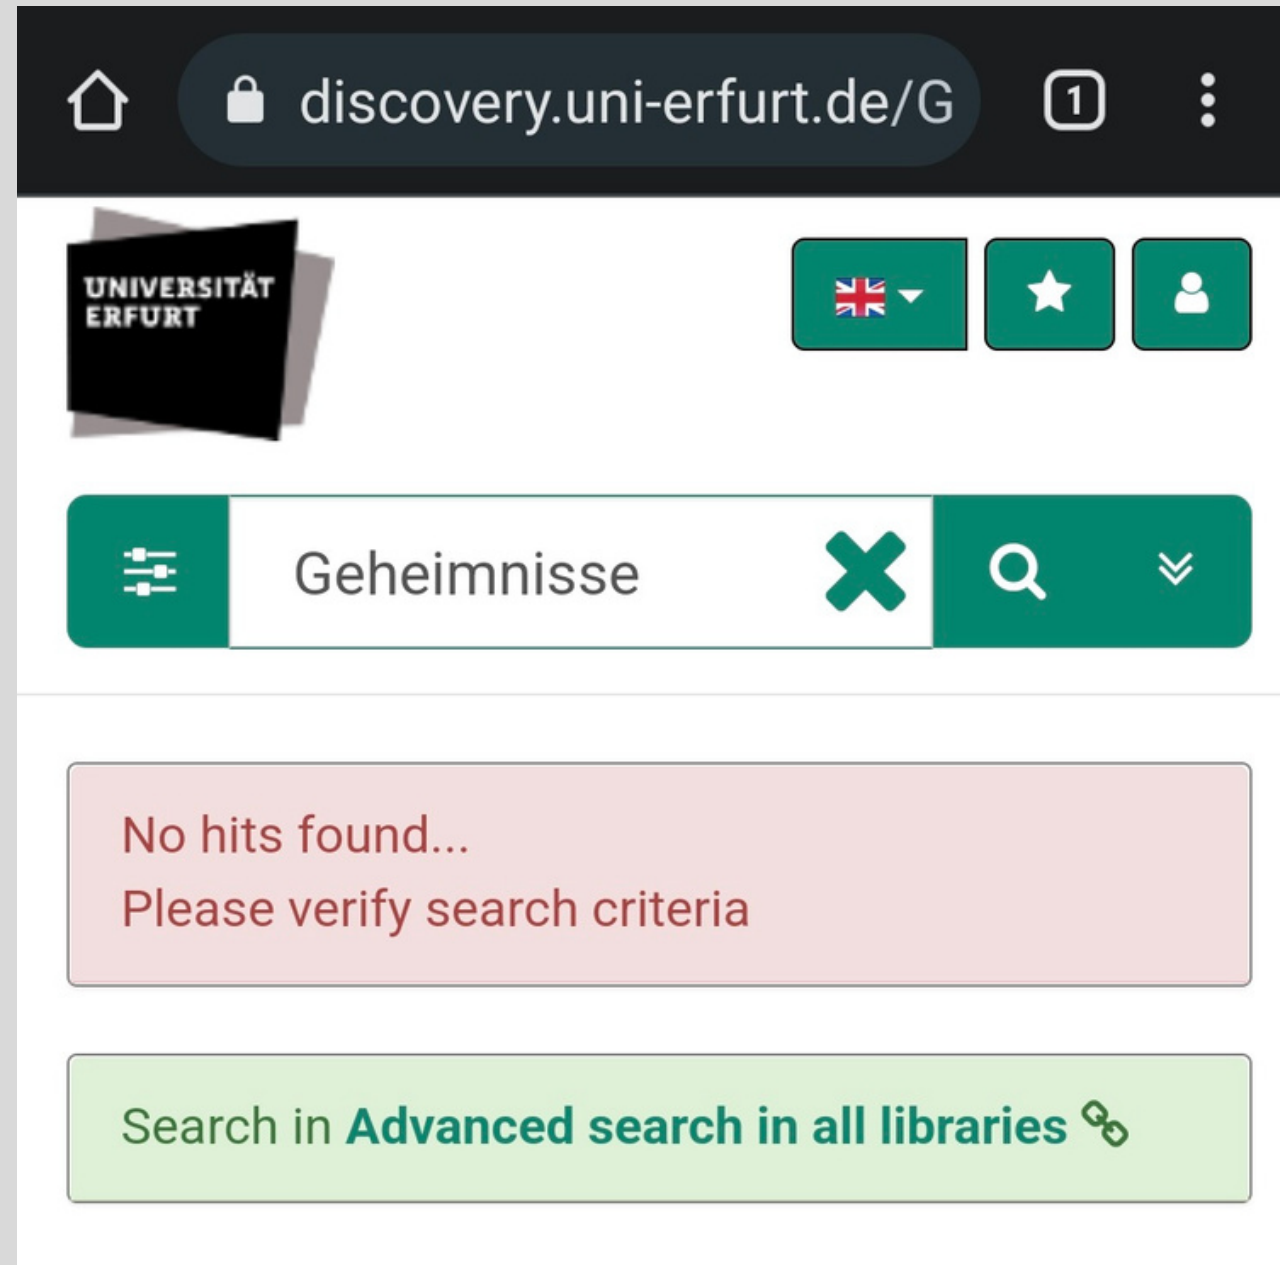 discovery.uni-erfurt.de/G
1
UNIVERSITÄT
ERFURT
Geheimnisse
No hits found...
Please verify search criteria
Search in Advanced search in all libraries